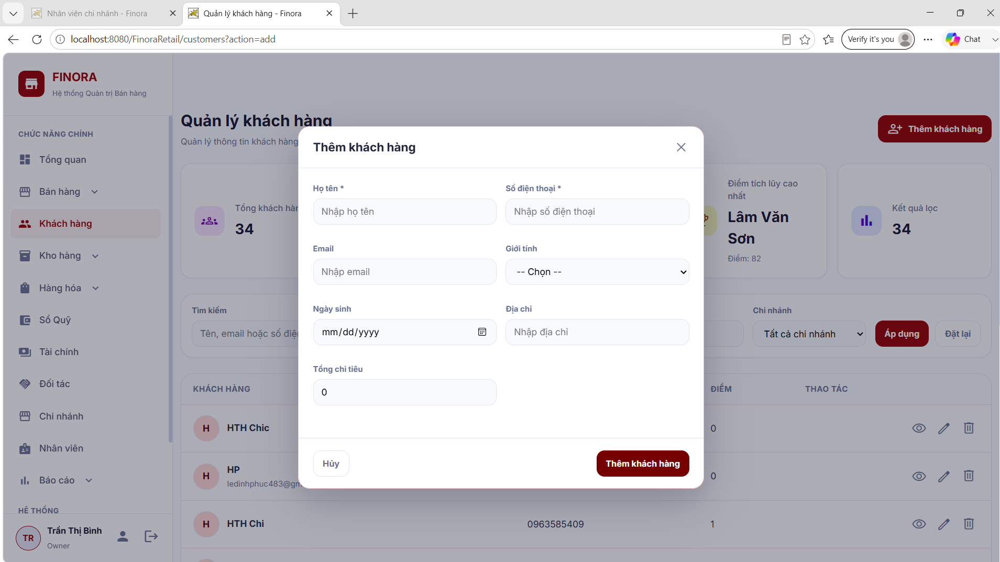 Nhân viên chi nhánh - Finora
Quản lý khách hàng - Finora
localhost:8080/FinoraRetail/customers?action=add
Verify it's you
Chat
FINORA
Hệ thống Quản trị Bán hàng
CHỨC NĂNG CHÍNH
Tổng quan
Bán hàng
Khách hàng
Kho hàng
Hàng hóa
Sổ Quỹ
Tài chính
Đối tác
Chi nhánh
Nhân viên
Báo cáo
HỆ THỐNG
TR
Trần Thị Bình
Owner
Quản lý khách hàng
Quản lý thông tin khách hàng
Thêm khách hàng
Tổng khách hàn
34
Điểm tích lũy cao
nhất
Lâm Văn
Sơn
Điểm: 82
Kết quả lọc
34
Tìm kiếm
Tên, email hoặc số điện
Chi nhánh
Tất cả chi nhánh
Áp dụng
Đặt lại
KHÁCH HÀNG
ĐIỂM
THAO TÁC
H
HTH Chic
0
H
HP
ledinhphuc483@gm
0
H
HTH Chi
0963585409
1
Thêm khách hàng
Họ tên *
Số điện thoại *
Nhập họ tên
Nhập số điện thoại
Email
Giới tính
Nhập email
-- Chọn --
Ngày sinh
Địa chỉ
mm/dd/yyyy
Nhập địa chỉ
Tổng chi tiêu
0
Hủy
Thêm khách hàng